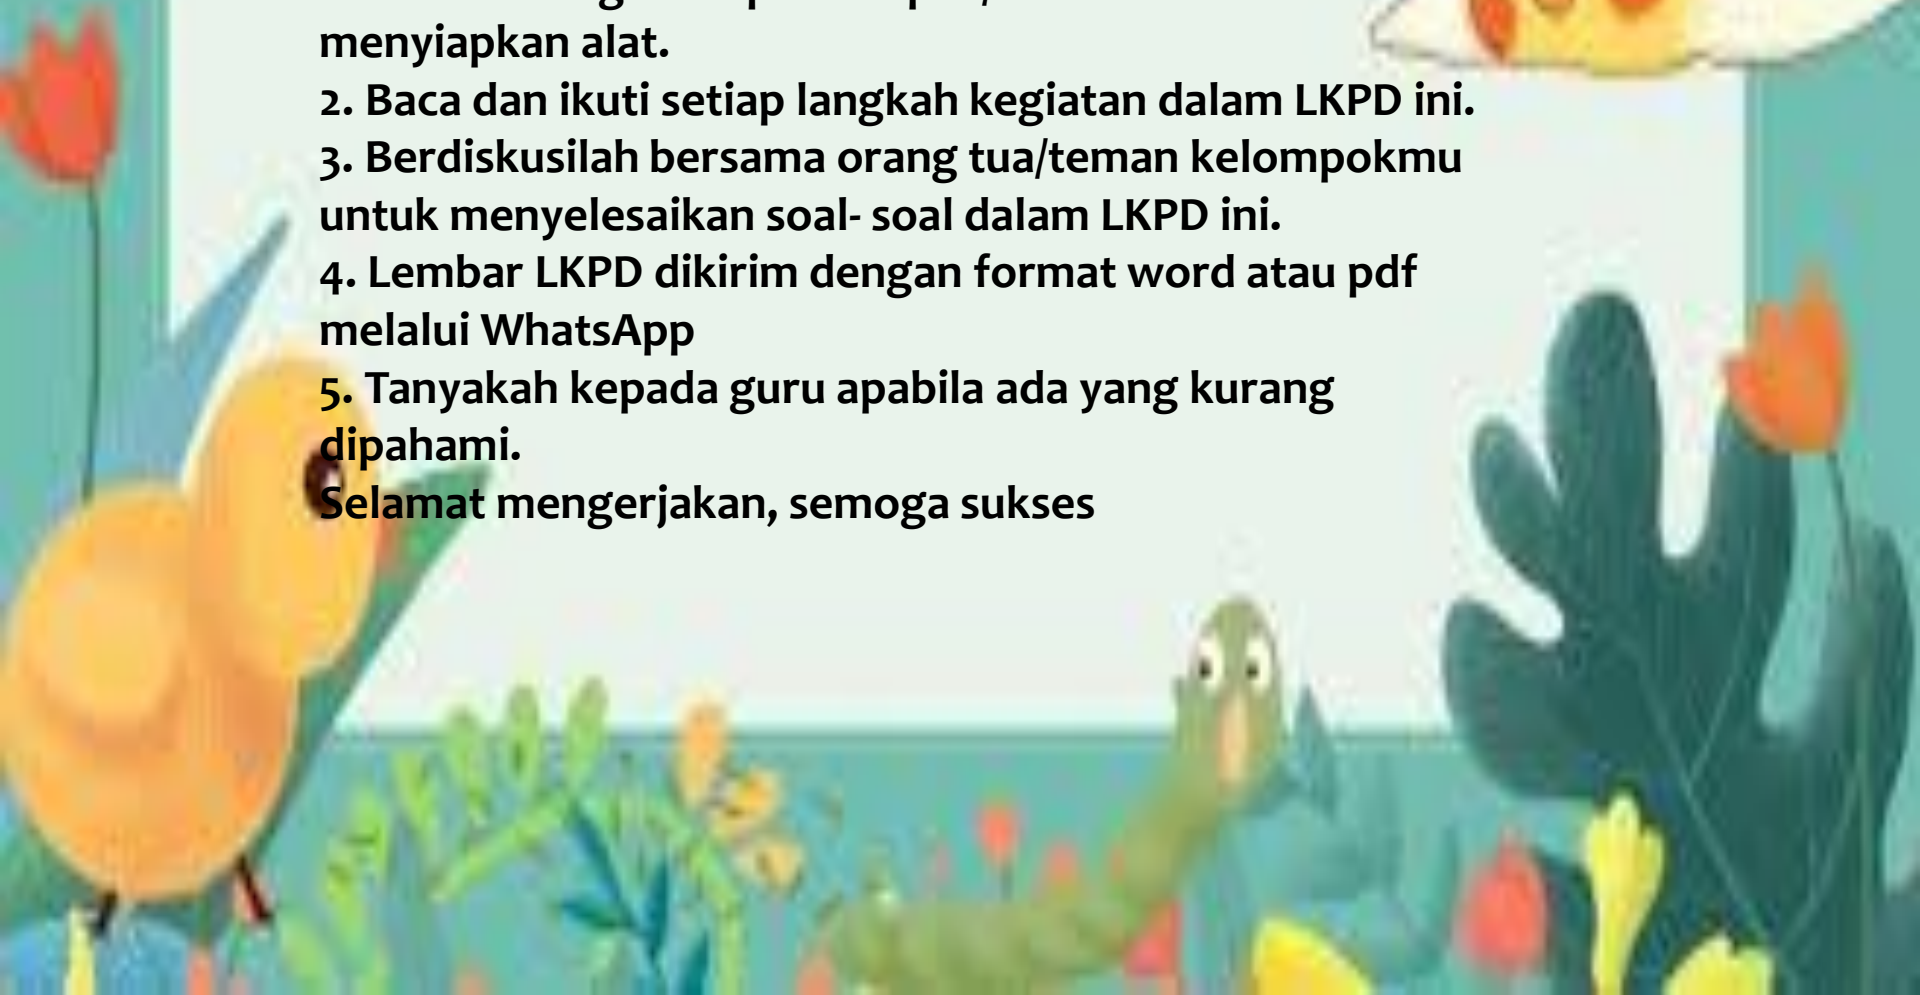 menyiapkan alat.
2. Baca dan ikuti setiap langkah kegiatan dalam LKPD ini.
3. Berdiskusilah bersama orang tua/teman kelompokmu
untuk menyelesaikan soal- soal dalam LKPD ini.
4. Lembar LKPD dikirim dengan format word atau pdf
melalui WhatsApp
5. Tanyakah kepada guru apabila ada yang kurang
dipahami.
Selamat mengerjakan, semoga sukses